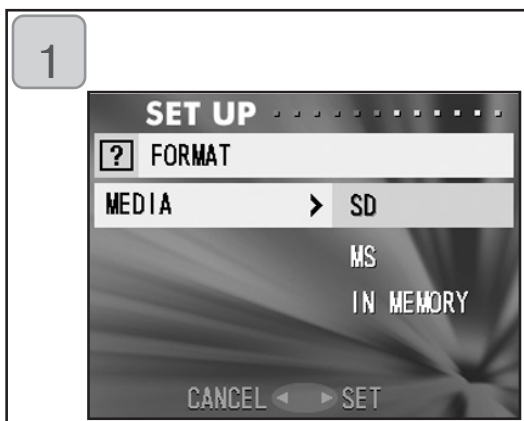 1
SET UP
? FORMAT
MEDIA > SD
MS
IN MEMORY
CANCEL ◀ ▶ SET